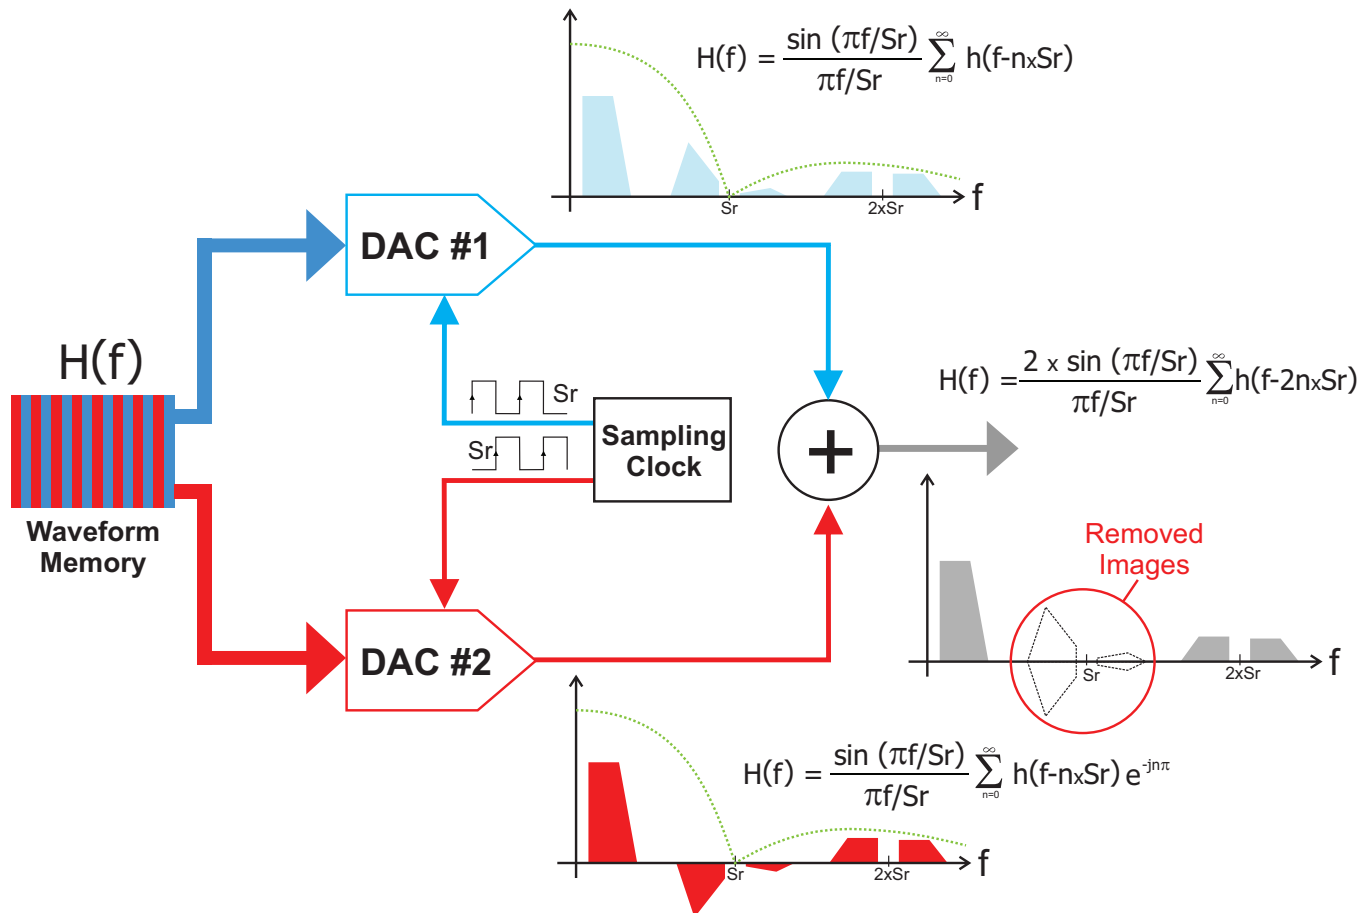 H(f) = sin (πf/Sr) / πf/Sr ∑ n=0 ∞ h(f-nxSr)
f
Sr
2xSr
DAC #1
H(f)
Waveform
Memory
Sr
Sr
Sampling
Clock
+
H(f) = 2 x sin (πf/Sr) / πf/Sr ∑ n=0 ∞ h(f-2nxSr)
Removed
Images
Sr
2xSr
f
DAC #2
H(f) = sin (πf/Sr) / πf/Sr ∑ n=0 ∞ h(f-nxSr) e^-jnπ
f
Sr
2xSr